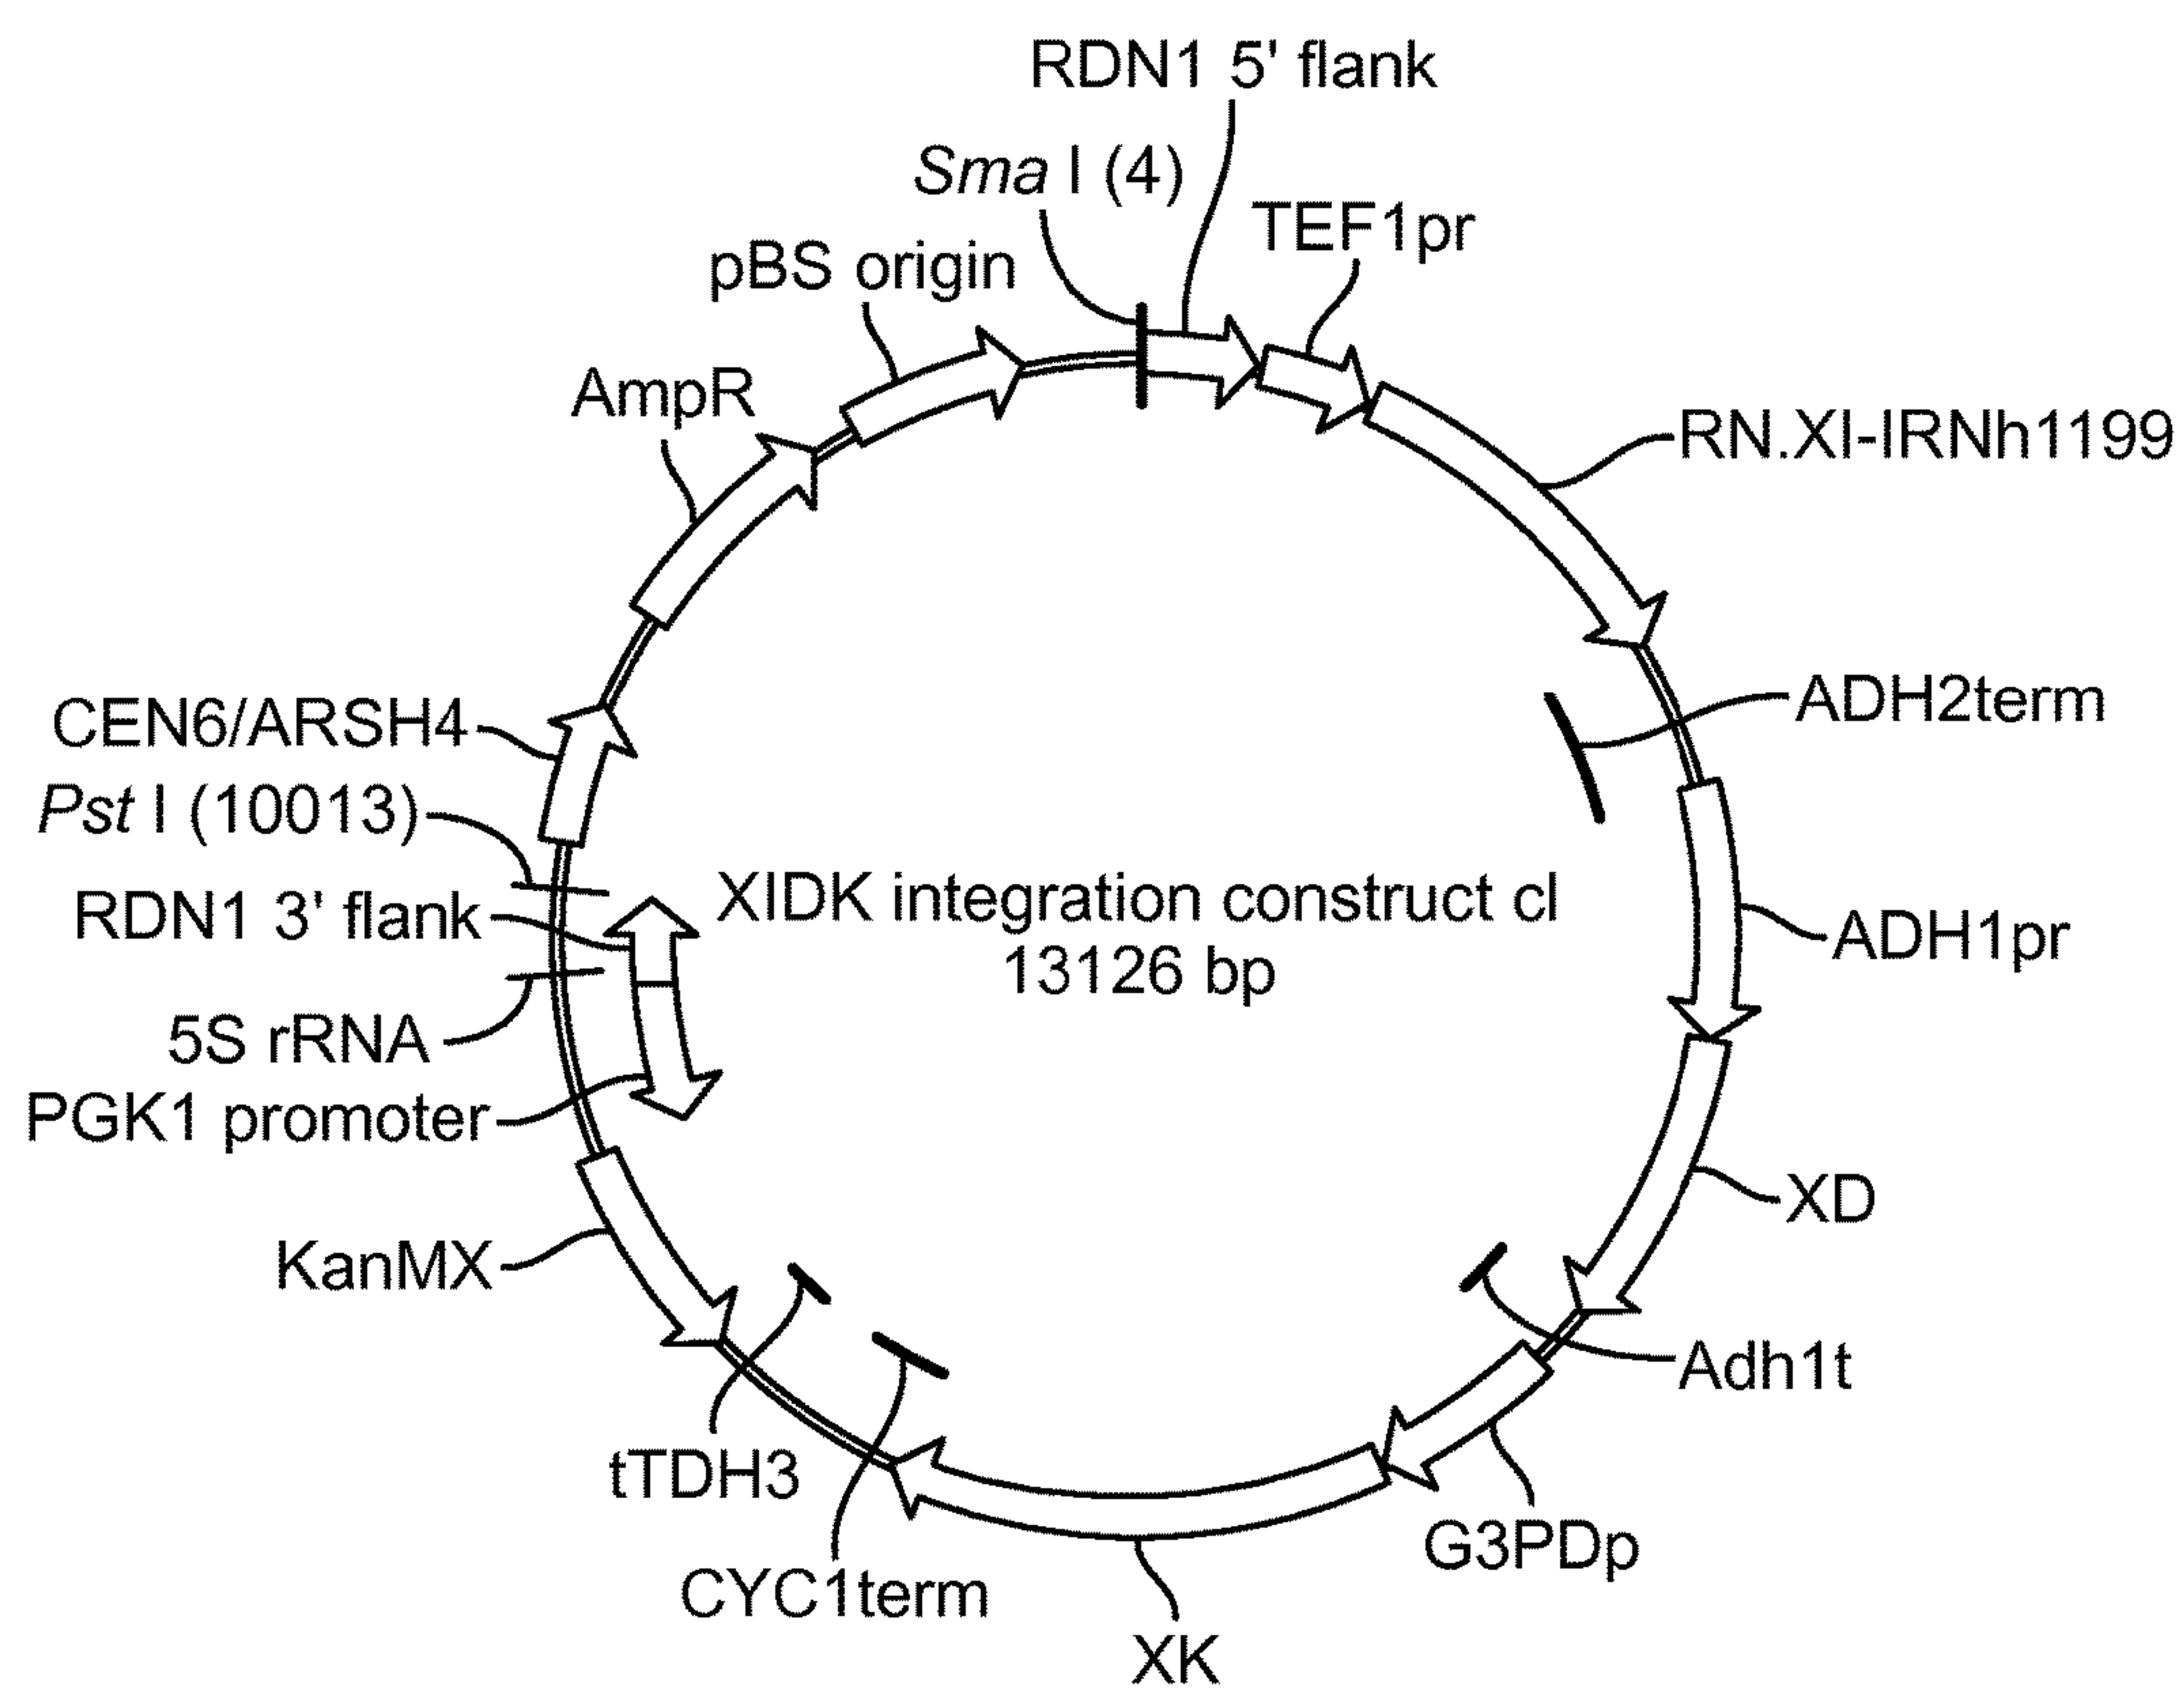 RDN1 5' flank
Sma I (4)
TEF1pr
pBS origin
AmpR
RN.XI-IRNh1199
CEN6/ARSH4
ADH2term
Pst I (10013)
RDN1 3' flank
XIDK integration construct cl
13126 bp
ADH1pr
5S rRNA
PGK1 promoter
XD
KanMX
Adh1t
tTDH3
G3PDp
CYC1term
XK